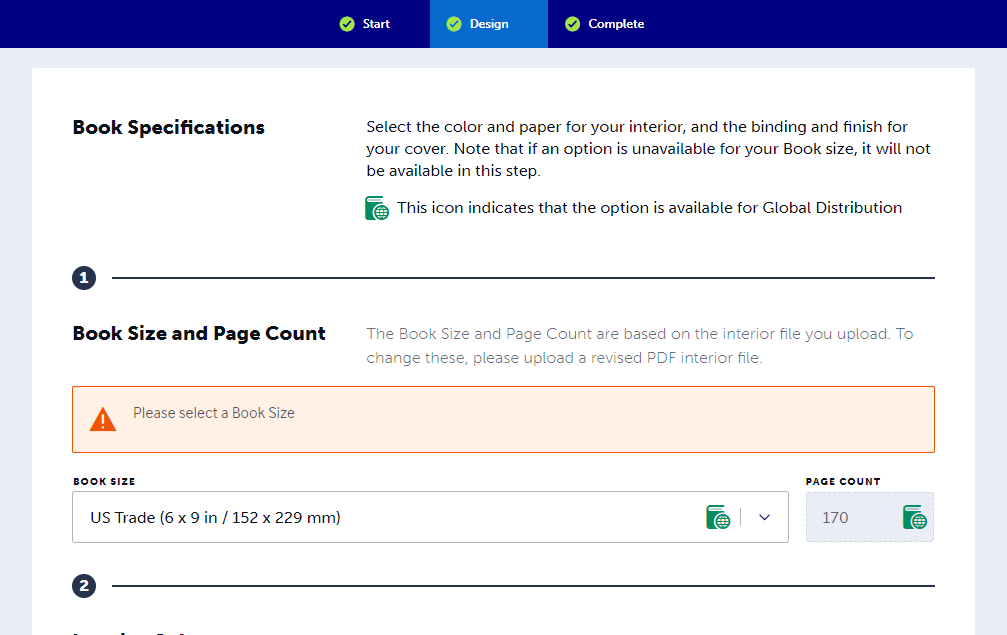 Start
Design
Complete
Book Specifications
Select the color and paper for your interior, and the binding and finish for
your cover. Note that if an option is unavailable for your Book size, it will not
be available in this step.
This icon indicates that the option is available for Global Distribution
1
Book Size and Page Count
The Book Size and Page Count are based on the interior file you upload. To
change these, please upload a revised PDF interior file.
Please select a Book Size
BOOK SIZE
PAGE COUNT
US Trade (6 x 9 in / 152 x 229 mm)
170
2